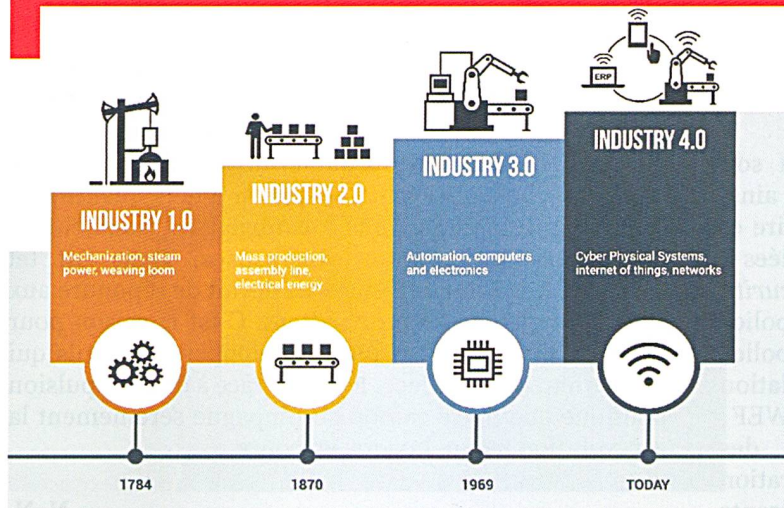 ERP
INDUSTRY 1.0
Mechanization, steam
power, weaving loom
INDUSTRY 2.0
Mass production,
assembly line,
electrical energy
INDUSTRY 3.0
Automation, computers
and electronics
INDUSTRY 4.0
Cyber Physical Systems,
internet of things, networks
1784
1870
1969
TODAY